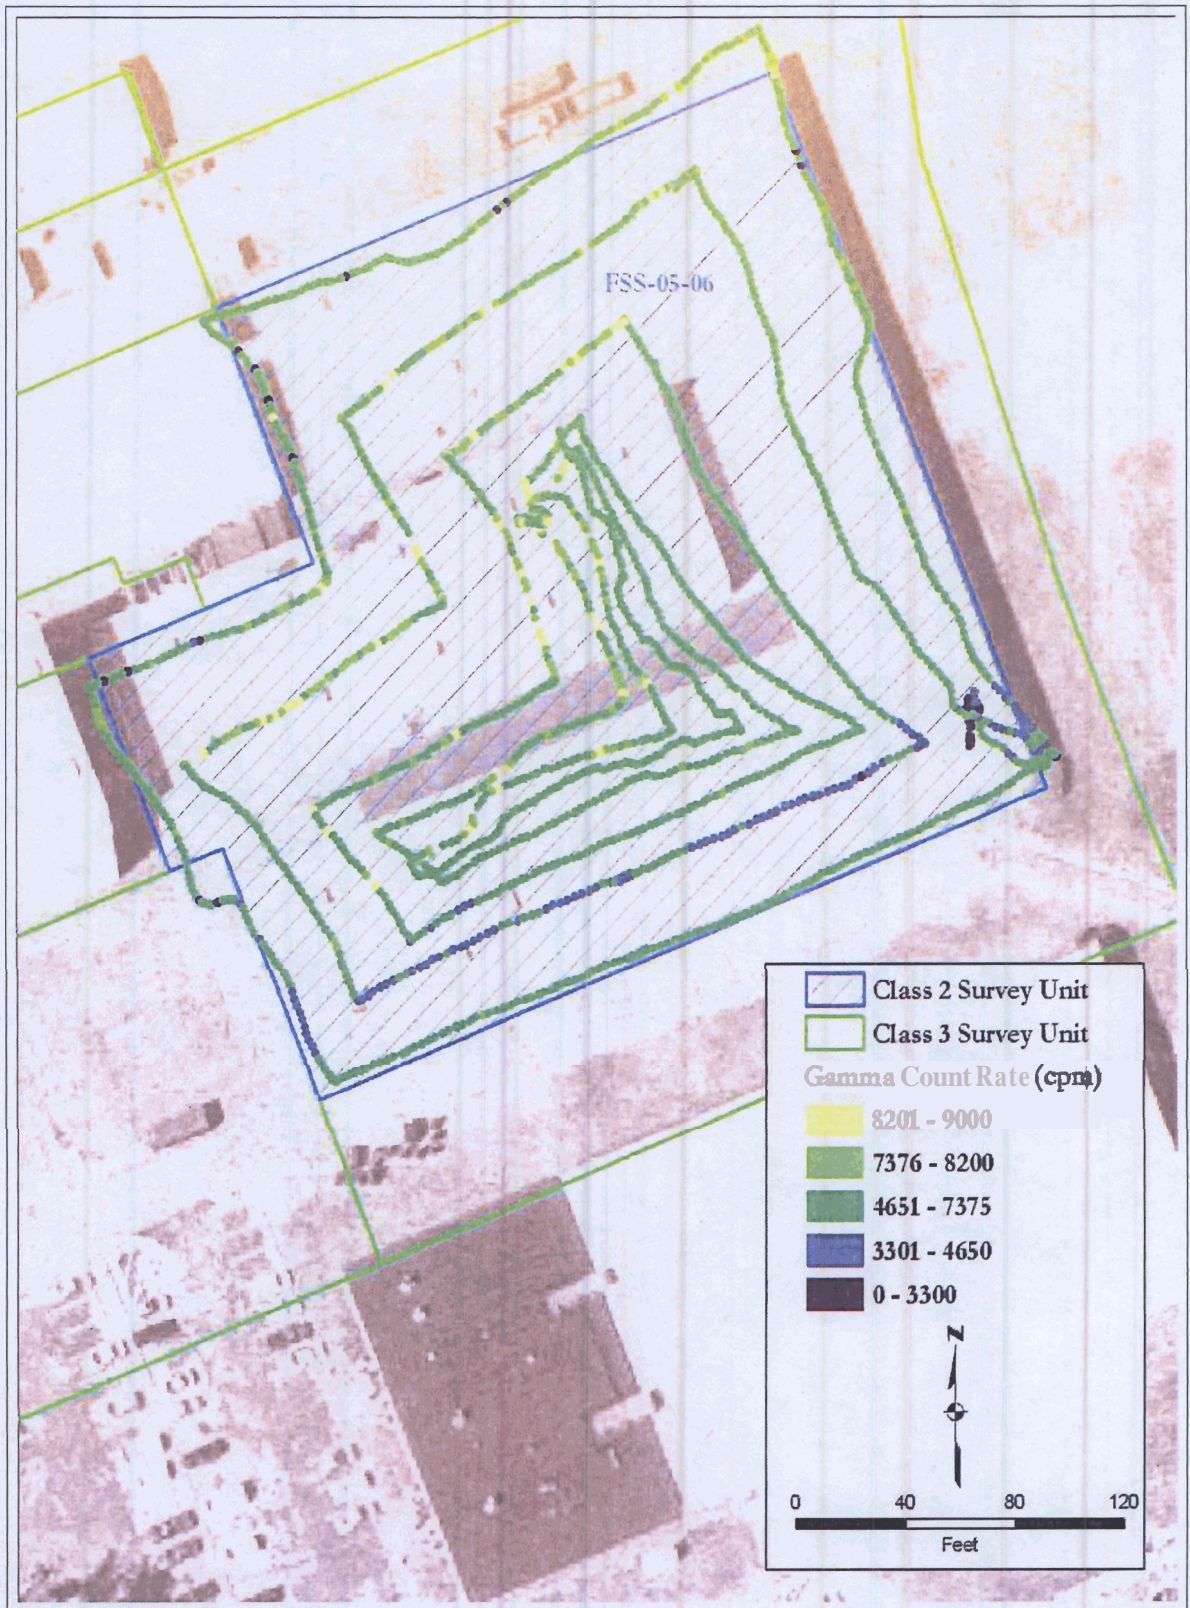 FSS-05-06
Class 2 Survey Unit
Class 3 Survey Unit
Gamma Count Rate (cpm)
8201 - 9000
7376 - 8200
4651 - 7375
3301 - 4650
0 - 3300
N
0 40 80 120
Feet